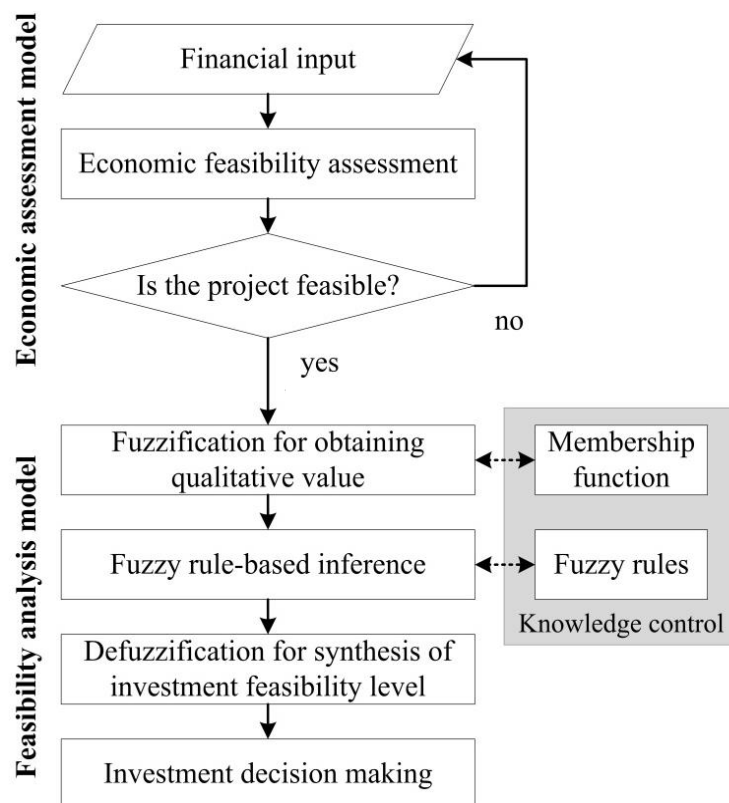 Economic assessment model
Financial input
Economic feasibility assessment
Is the project feasible?
no
yes
Feasibility analysis model
Fuzzification for obtaining
qualitative value
Membership
function
Fuzzy rule-based inference
Fuzzy rules
Knowledge control
Defuzzification for synthesis of
investment feasibility level
Investment decision making